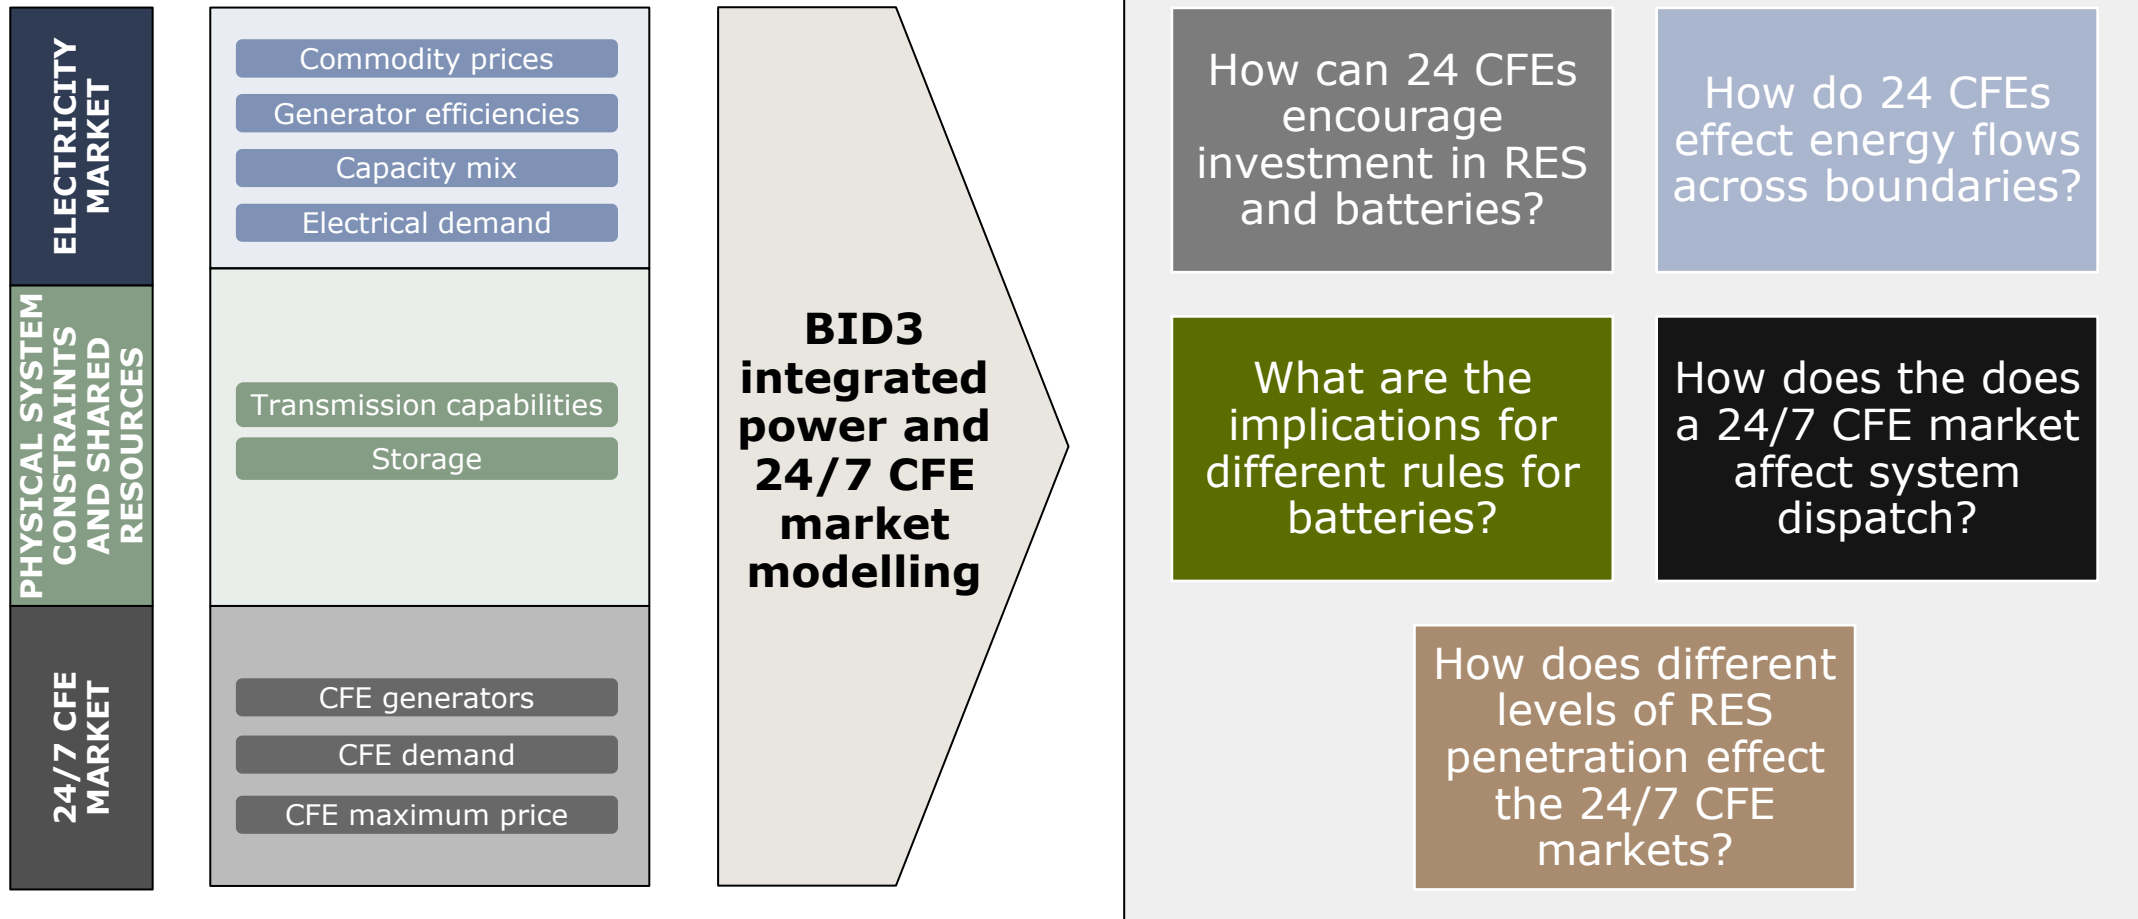 ELECTRICITY
MARKET
Commodity prices
Generator efficiencies
Capacity mix
Electrical demand
PHYSICAL SYSTEM
CONSTRAINTS
AND SHARED
RESOURCES
Transmission capabilities
Storage
24/7 CFE
MARKET
CFE generators
CFE demand
CFE maximum price
BID3
integrated
power and
24/7 CFE
market
modelling
How can 24 CFEs
encourage
investment in RES
and batteries?
How do 24 CFEs
effect energy flows
across boundaries?
What are the
implications for
different rules for
batteries?
How does the does
a 24/7 CFE market
affect system
dispatch?
How does different
levels of RES
penetration effect
the 24/7 CFE
markets?